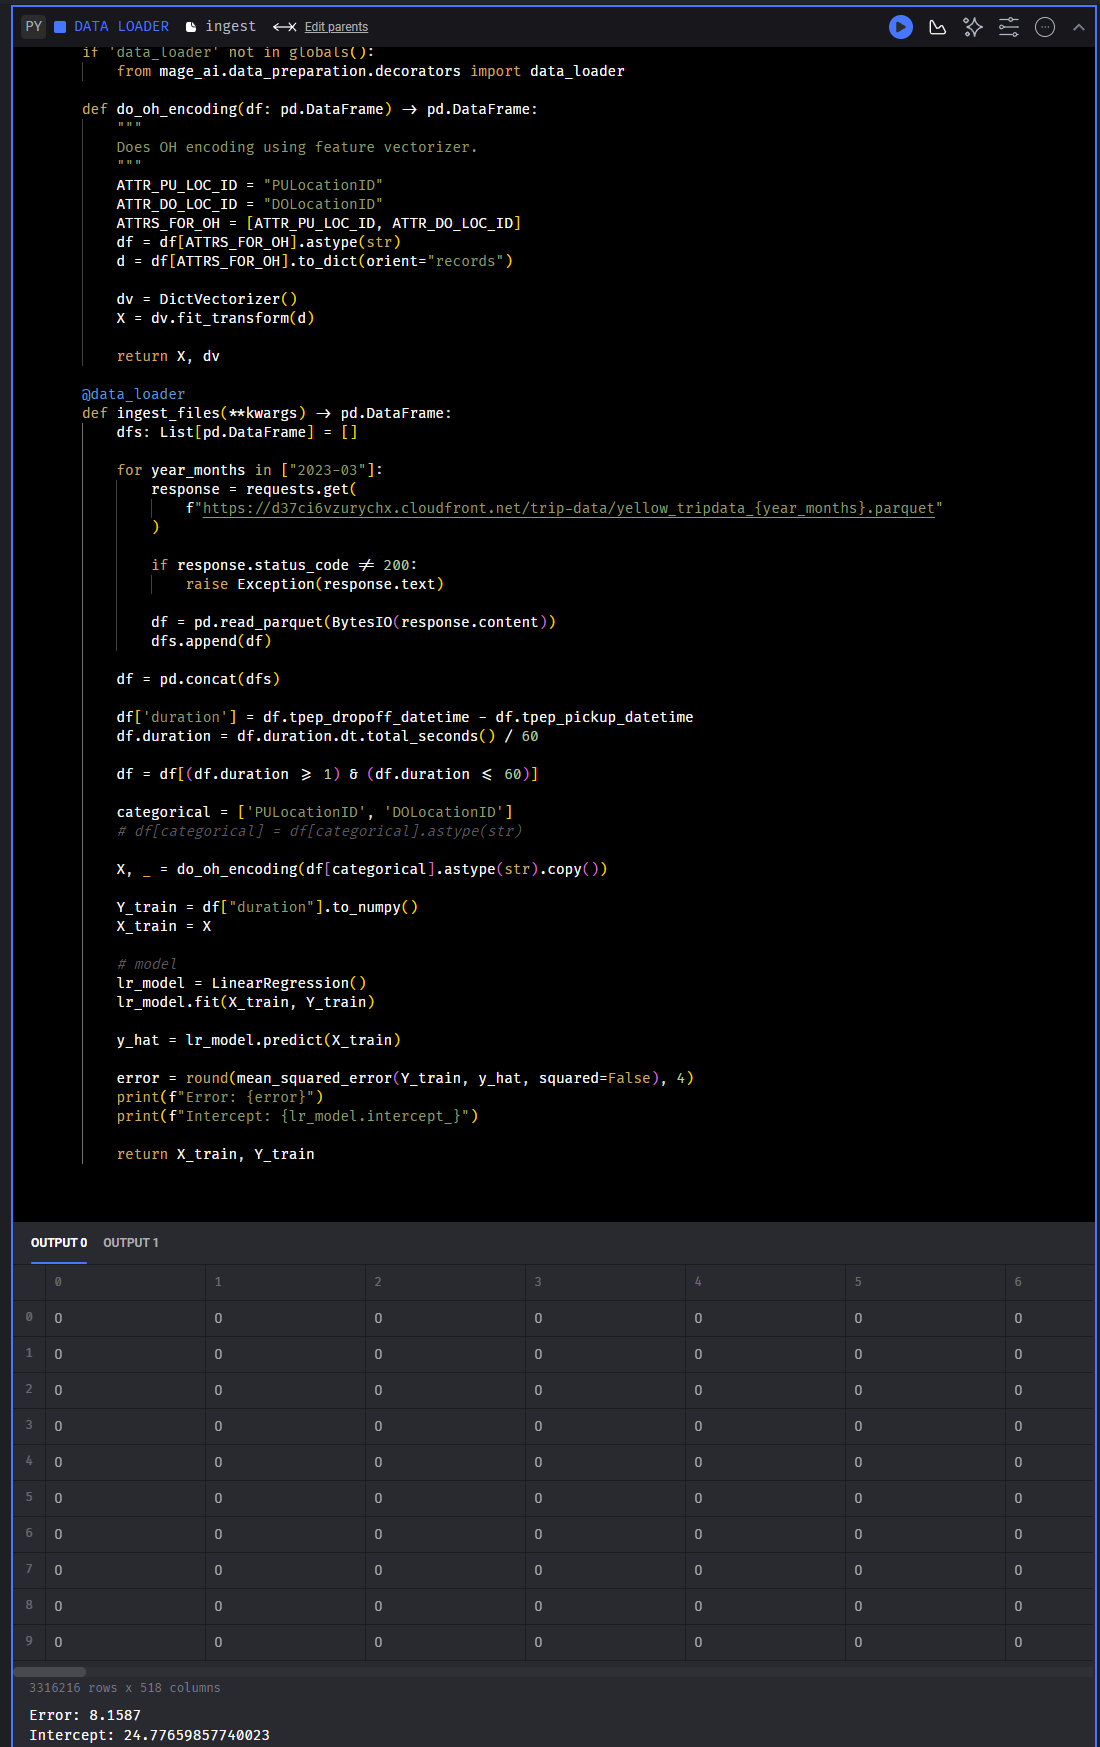 PY DATA LOADER ingest Edit parents
if 'data_loader' not in globals():
from mage_ai.data_preparation.decorators import data_loader
def do_oh_encoding(df: pd.DataFrame) -> pd.DataFrame:
"""
Does OH encoding using feature vectorizer.
"""
ATTR_PU_LOC_ID = "PULocationID"
ATTR_DO_LOC_ID = "DOLocationID"
ATTRS_FOR_OH = [ATTR_PU_LOC_ID, ATTR_DO_LOC_ID]
df = df[ATTRS_FOR_OH].astype(str)
d = df[ATTRS_FOR_OH].to_dict(orient="records")
dv = DictVectorizer()
X = dv.fit_transform(d)
return X, dv
@data_loader
def ingest_files(**kwargs) -> pd.DataFrame:
dfs: List[pd.DataFrame] = []
for year_months in ["2023-03"]:
response = requests.get(
f"https://d37ci6vzurychx.cloudfront.net/trip-data/yellow_tripdata_{year_months}.parquet"
)
if response.status_code != 200:
raise Exception(response.text)
df = pd.read_parquet(BytesIO(response.content))
dfs.append(df)
df = pd.concat(dfs)
df['duration'] = df.tpep_dropoff_datetime - df.tpep_pickup_datetime
df.duration = df.duration.dt.total_seconds() / 60
df = df[(df.duration >= 1) & (df.duration <= 60)]
categorical = ['PULocationID', 'DOLocationID']
# df[categorical] = df[categorical].astype(str)
X, _ = do_oh_encoding(df[categorical].astype(str).copy())
Y_train = df["duration"].to_numpy()
X_train = X
# model
lr_model = LinearRegression()
lr_model.fit(X_train, Y_train)
y_hat = lr_model.predict(X_train)
error = round(mean_squared_error(Y_train, y_hat, squared=False), 4)
print(f"Error: {error}")
print(f"Intercept: {lr_model.intercept_}")
return X_train, Y_train
OUTPUT 0 OUTPUT 1
0 1 2 3 4 5 6
0 0 0 0 0 0 0 0
1 0 0 0 0 0 0 0
2 0 0 0 0 0 0 0
3 0 0 0 0 0 0 0
4 0 0 0 0 0 0 0
5 0 0 0 0 0 0 0
6 0 0 0 0 0 0 0
7 0 0 0 0 0 0 0
8 0 0 0 0 0 0 0
9 0 0 0 0 0 0 0
3316216 rows x 518 columns
Error: 8.1587
Intercept: 24.77659857740023